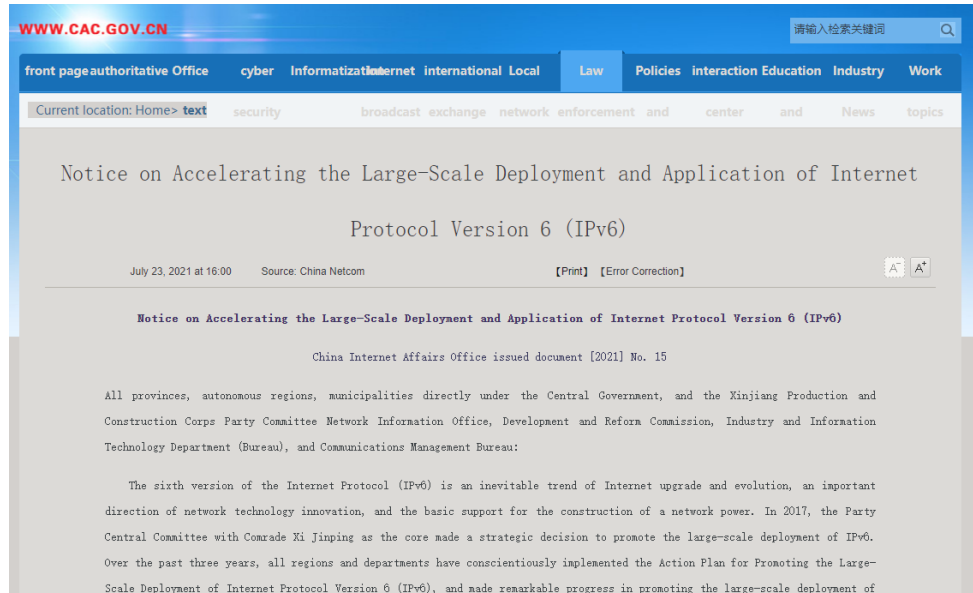 WWW.CAC.GOV.CN
请输入检索关键词
front page authoritative Office cyber Informatization internet international Local Law Policies interaction Education Industry Work
Current location: Home> text security broadcast exchange network enforcement and center and News topics
Notice on Accelerating the Large-Scale Deployment and Application of Internet
Protocol Version 6 (IPv6)
July 23, 2021 at 16:00 Source: China Netcom 【Print】 【Error Correction】 A- A+
Notice on Accelerating the Large-Scale Deployment and Application of Internet Protocol Version 6 (IPv6)
China Internet Affairs Office issued document [2021] No. 15
All provinces, autonomous regions, municipalities directly under the Central Government, and the Xinjiang Production and
Construction Corps Party Committee Network Information Office, Development and Reform Commission, Industry and Information
Technology Department (Bureau), and Communications Management Bureau:
The sixth version of the Internet Protocol (IPv6) is an inevitable trend of Internet upgrade and evolution, an important
direction of network technology innovation, and the basic support for the construction of a network power. In 2017, the Party
Central Committee with Comrade Xi Jinping as the core made a strategic decision to promote the large-scale deployment of IPv6.
Over the past three years, all regions and departments have conscientiously implemented the Action Plan for Promoting the Large-
Scale Deployment of Internet Protocol Version 6 (IPv6), and made remarkable progress in promoting the large-scale deployment of